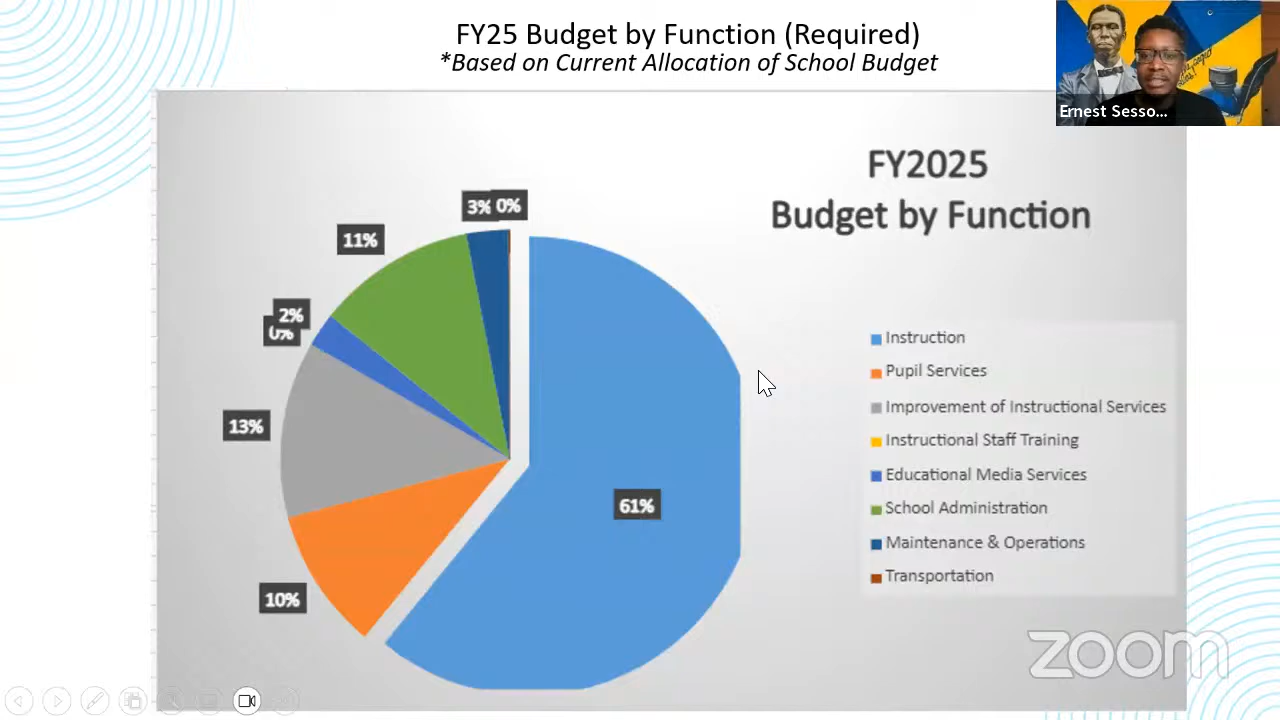 FY25 Budget by Function (Required)
*Based on Current Allocation of School Budget
Ernest Sesso...
FY2025
Budget by Function
3% 0%
11%
2%
0%
13%
61%
10%
Instruction
Pupil Services
Improvement of Instructional Services
Instructional Staff Training
Educational Media Services
School Administration
Maintenance & Operations
Transportation
zoom